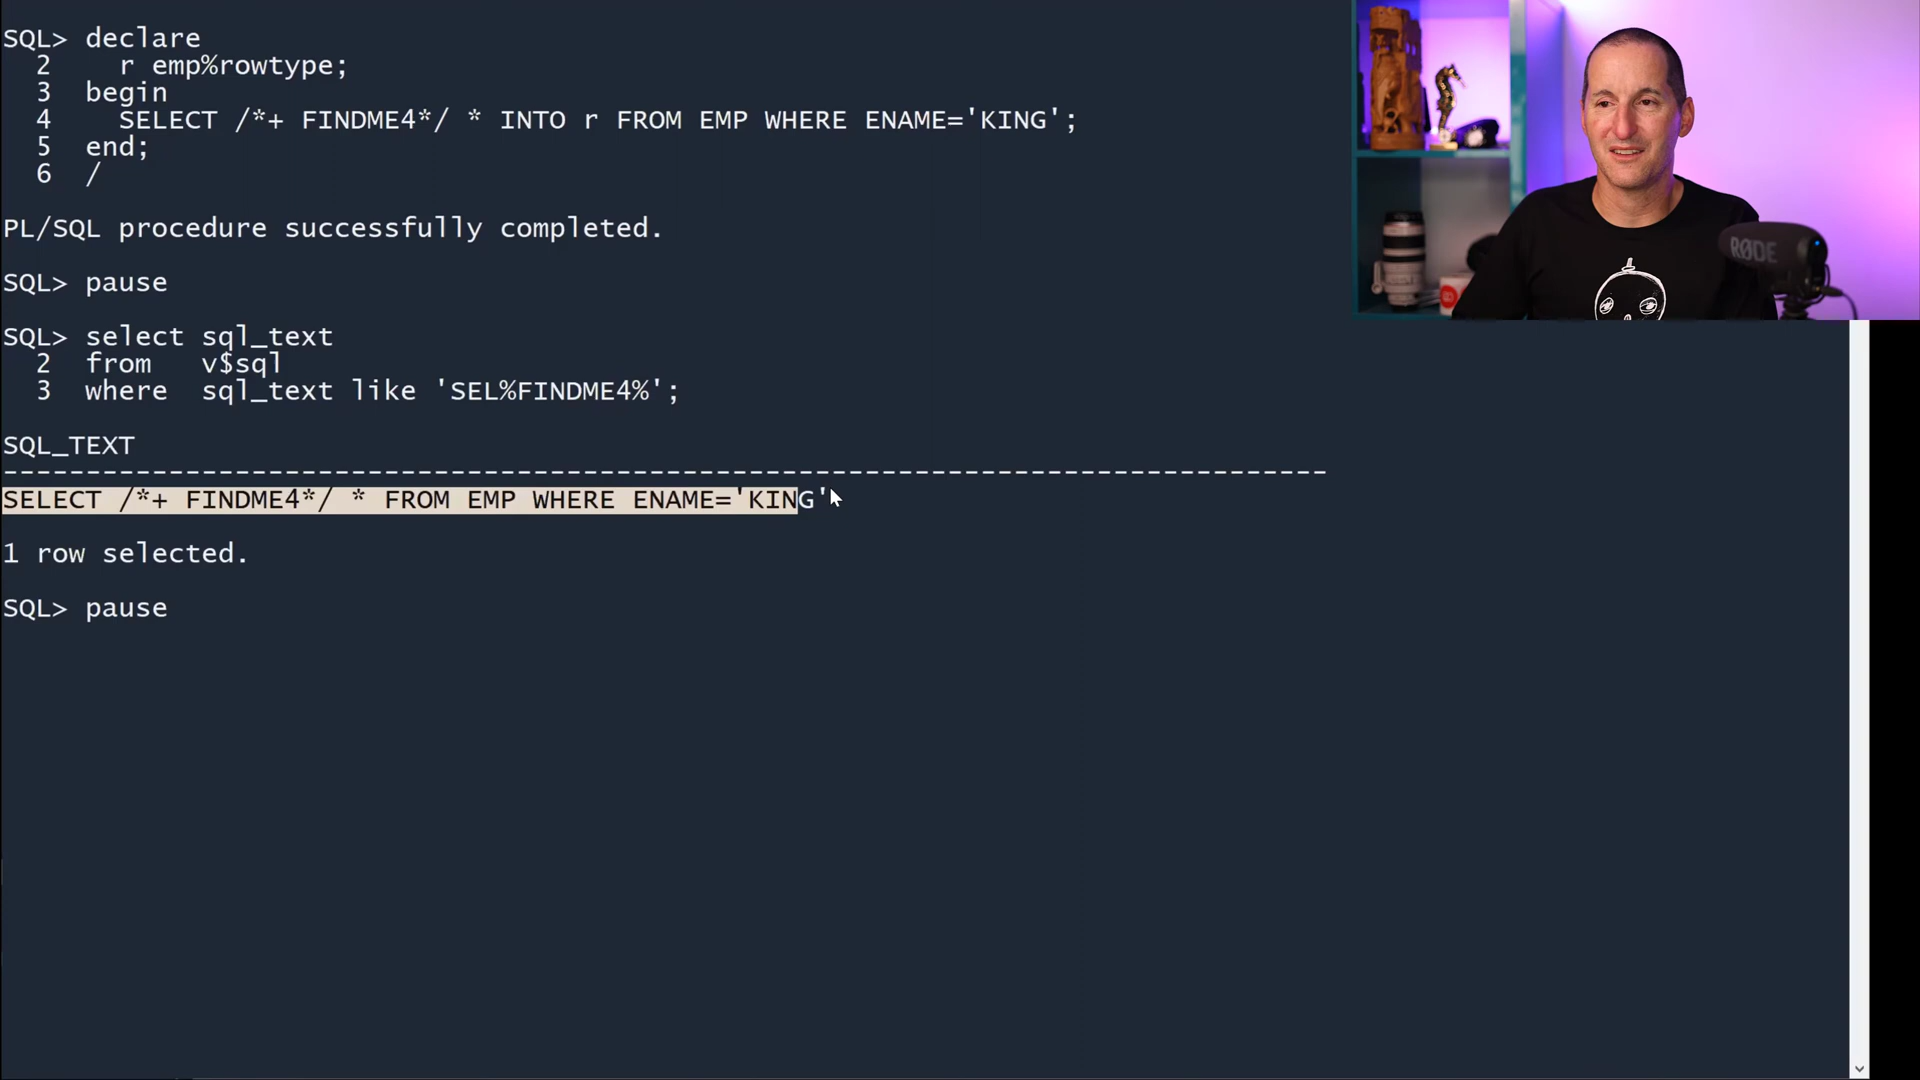 SQL> declare
  2     r emp%rowtype;
  3  begin
  4    SELECT /*+ FINDME4*/ * INTO r FROM EMP WHERE ENAME='KING';
  5  end;
  6  /
PL/SQL procedure successfully completed.
SQL> pause
SQL> select sql_text
  2  from   v$sql
  3  where  sql_text like 'SEL%FINDME4%';
SQL_TEXT
--------------------------------------------------------------------------------
SELECT /*+ FINDME4*/ * FROM EMP WHERE ENAME='KING'
1 row selected.
SQL> pause
RØDE